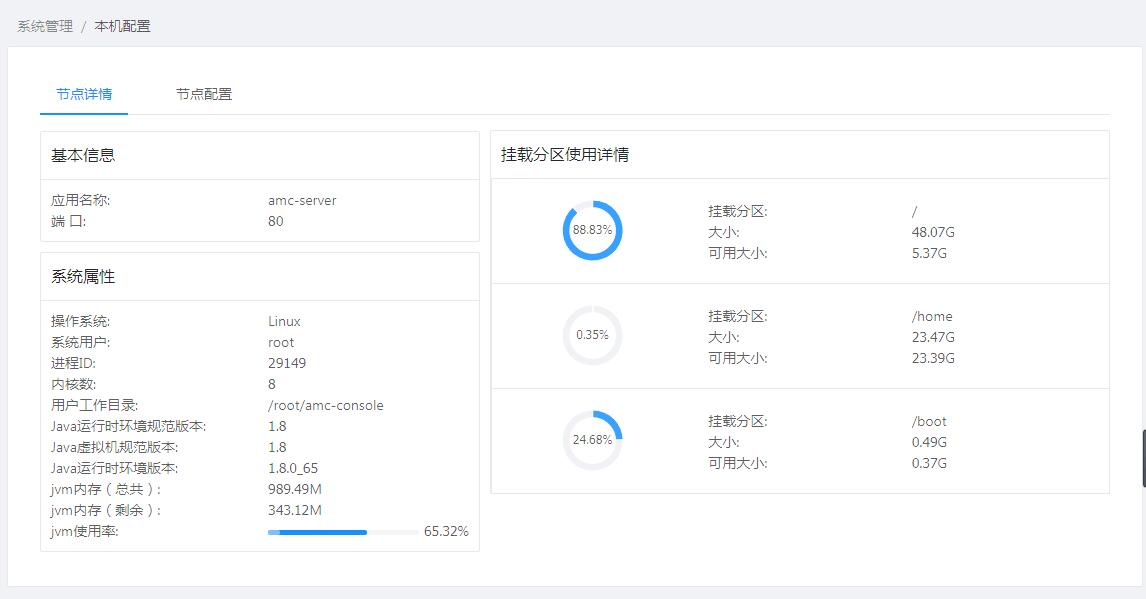 系统管理 / 本机配置
节点详情 节点配置
基本信息
应用名称: amc-server
端 口: 80
系统属性
操作系统: Linux
系统用户: root
进程ID: 29149
内核数: 8
用户工作目录: /root/amc-console
Java运行时环境规范版本: 1.8
Java虚拟机规范版本: 1.8
Java运行时环境版本: 1.8.0_65
jvm内存（总共）: 989.49M
jvm内存（剩余）: 343.12M
jvm使用率: 65.32%
挂载分区使用详情
88.83%
挂载分区: /
大小: 48.07G
可用大小: 5.37G
0.35%
挂载分区: /home
大小: 23.47G
可用大小: 23.39G
24.68%
挂载分区: /boot
大小: 0.49G
可用大小: 0.37G